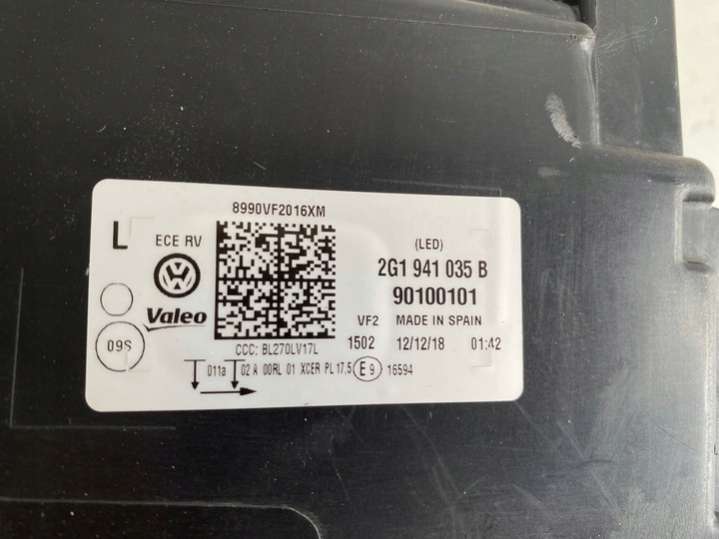 8990VF2016XM
L
ECE RV
(LED)
2G1 941 035 B
90100101
Valeo
VF2 MADE IN SPAIN
09S
1502 12/12/18 01:42
CCC: BL270LV17L
011a 02 A 00RL 01 XCER PL 17,5 E 9 16594